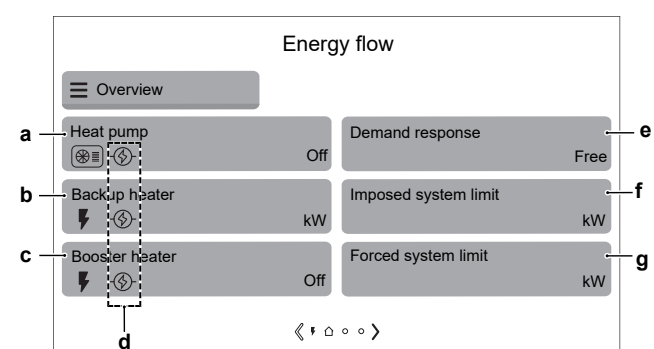 Energy flow
Overview
a
Heat pump
Off
b
Backup heater
kW
c
Booster heater
Off
d
Demand response
Free
e
Imposed system limit
kW
f
Forced system limit
kW
g